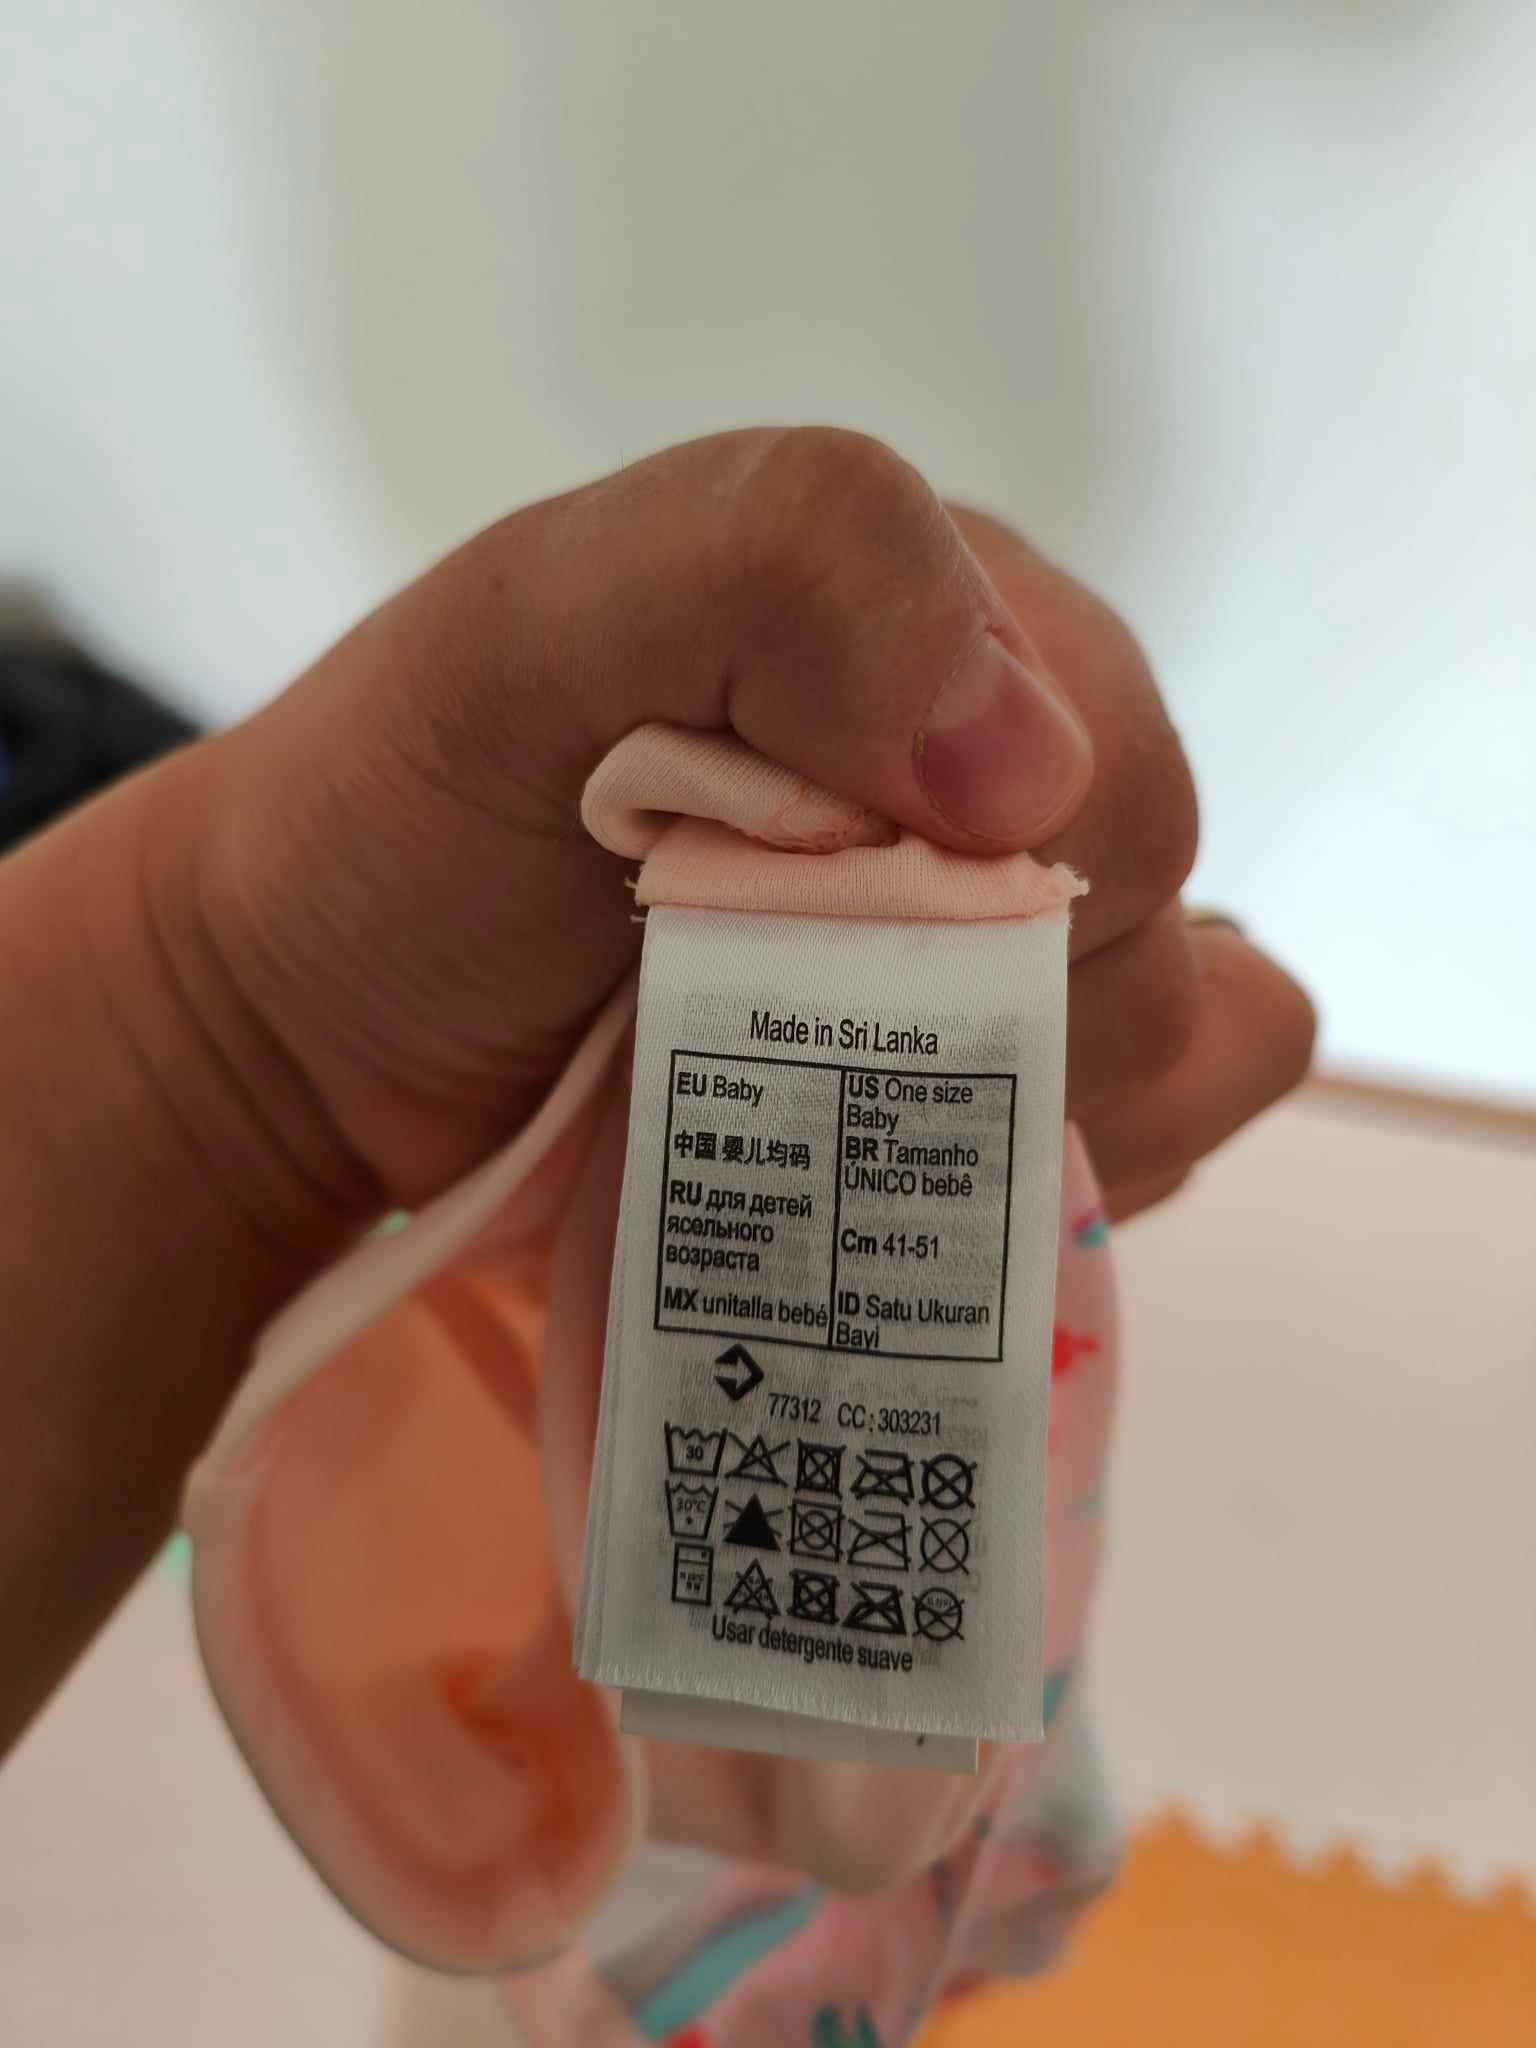 Made in Sri Lanka
EU Baby
中国 婴儿均码
RU для детей
ясельного
возраста
MX unitalla bebé
US One size
Baby
BR Tamanho
ÚNICO bebê
Cm 41-51
ID Satu Ukuran
Bayi
77312 CC: 303231
30
30°C
Usar detergente suave